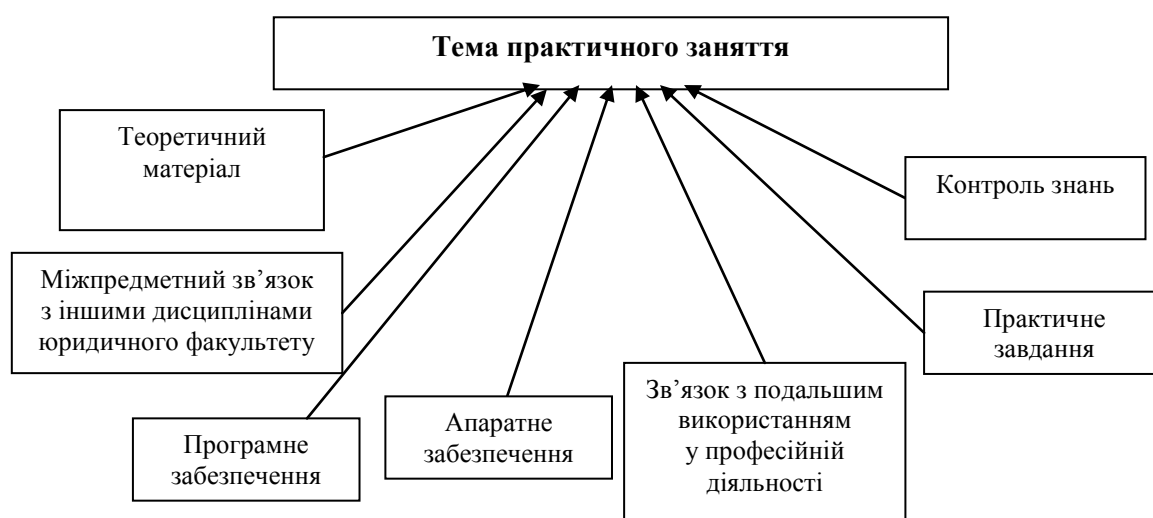 Тема практичного заняття
Теоретичний
матеріал
Контроль знань
Міжпредметний зв’язок
з іншими дисциплінами
юридичного факультету
Практичне
завдання
Програмне
забезпечення
Апаратне
забезпечення
Зв’язок з подальшим
використанням
у професійній
діяльності